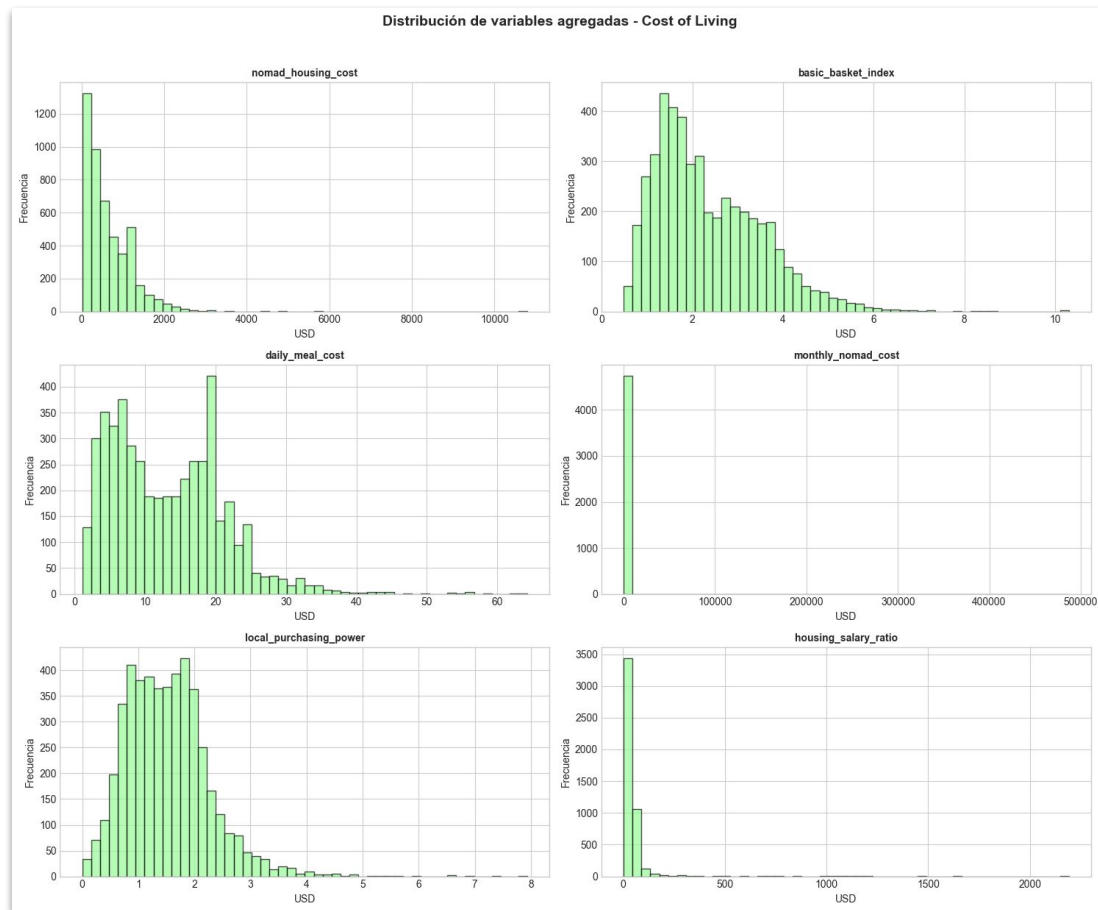 Distribución de variables agregadas - Cost of Living
nomad_housing_cost
Frecuencia
1200
1000
800
600
400
200
0
0 2000 4000 6000 8000 10000
USD
basic_basket_index
Frecuencia
400
300
200
100
0
0 2 4 6 8 10
USD
daily_meal_cost
Frecuencia
400
350
300
250
200
150
100
50
0
0 10 20 30 40 50 60
USD
monthly_nomad_cost
Frecuencia
4000
3000
2000
1000
0
0 100000 200000 300000 400000 500000
USD
local_purchasing_power
Frecuencia
400
350
300
250
200
150
100
50
0
0 1 2 3 4 5 6 7 8
USD
housing_salary_ratio
Frecuencia
3500
3000
2500
2000
1500
1000
500
0
0 500 1000 1500 2000
USD